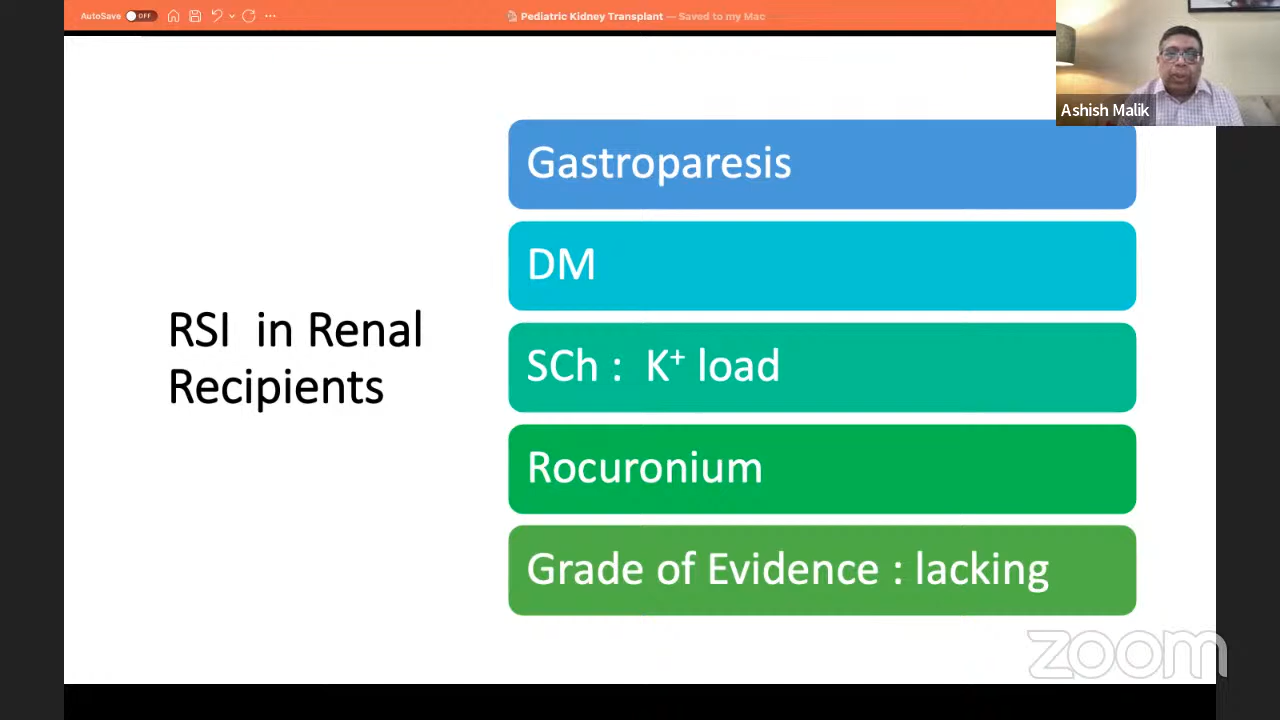 AutoSave OFF
Pediatric Kidney Transplant — Saved to my Mac
Ashish Malik
RSI in Renal
Recipients
Gastroparesis
DM
SCh : K⁺ load
Rocuronium
Grade of Evidence : lacking
zoom